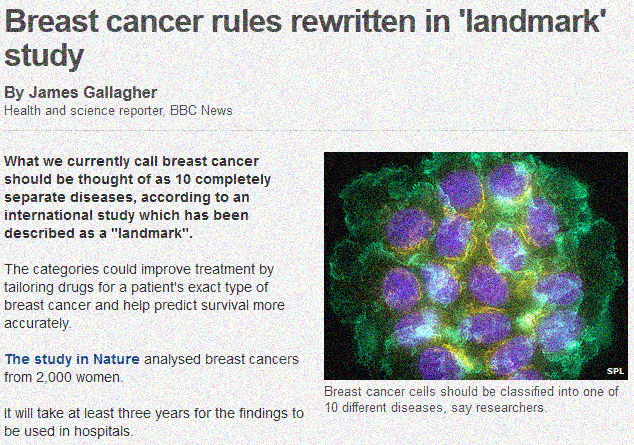 Breast cancer rules rewritten in 'landmark'
study
By James Gallagher
Health and science reporter, BBC News
What we currently call breast cancer
should be thought of as 10 completely
separate diseases, according to an
international study which has been
described as a "landmark".
The categories could improve treatment by
tailoring drugs for a patient's exact type of
breast cancer and help predict survival more
accurately.
The study in Nature analysed breast cancers
from 2,000 women.
It will take at least three years for the findings to
be used in hospitals.
SPL
Breast cancer cells should be classified into one of
10 different diseases, say researchers.